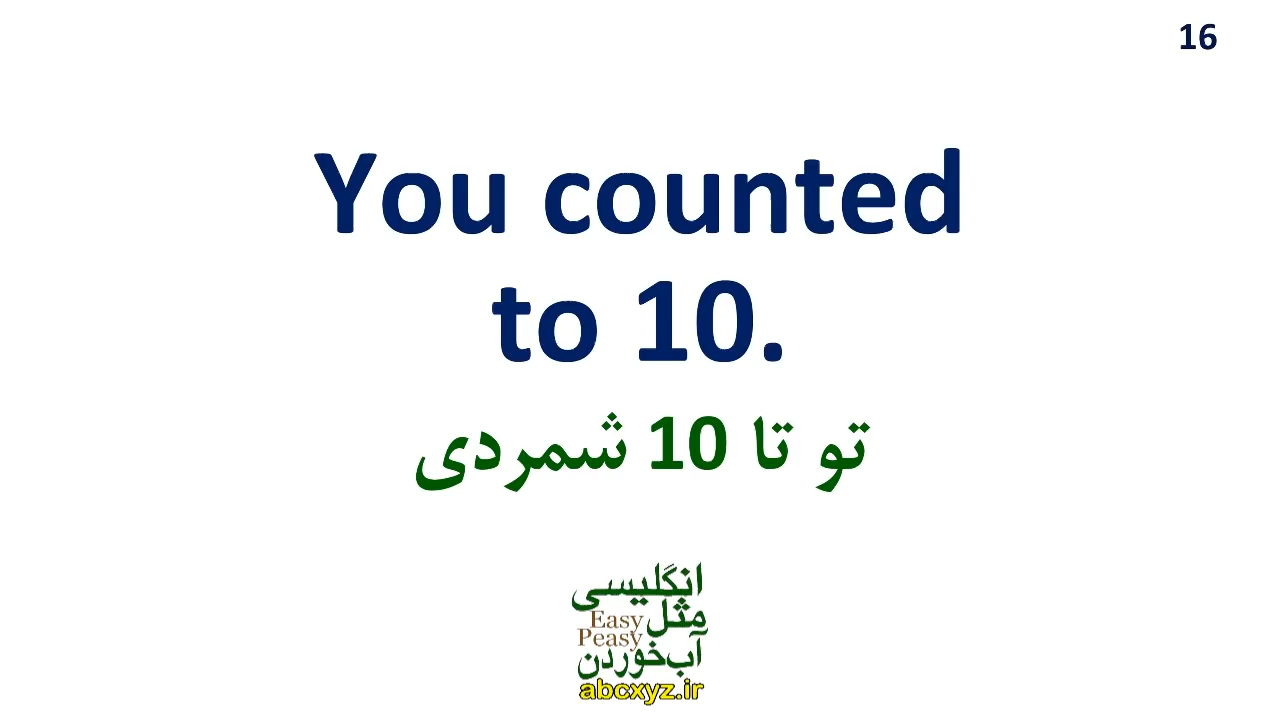 16
You counted
to 10.
تو تا 10 شمردی
انگلیسی
مثل
Easy
Peasy
آب‌خوردن
abcxyz.ir